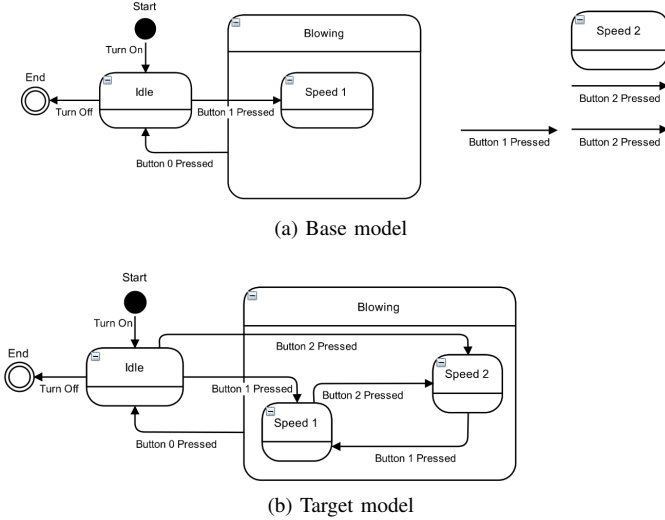 Start
Blowing
Speed 2
Turn On
End
Idle
Speed 1
Button 2 Pressed
Turn Off
Button 1 Pressed
Button 1 Pressed
Button 2 Pressed
Button 0 Pressed
(a) Base model
Start
Blowing
Turn On
Button 2 Pressed
End
Idle
Speed 2
Turn Off
Button 1 Pressed
Button 2 Pressed
Speed 1
Button 0 Pressed
Button 1 Pressed
(b) Target model